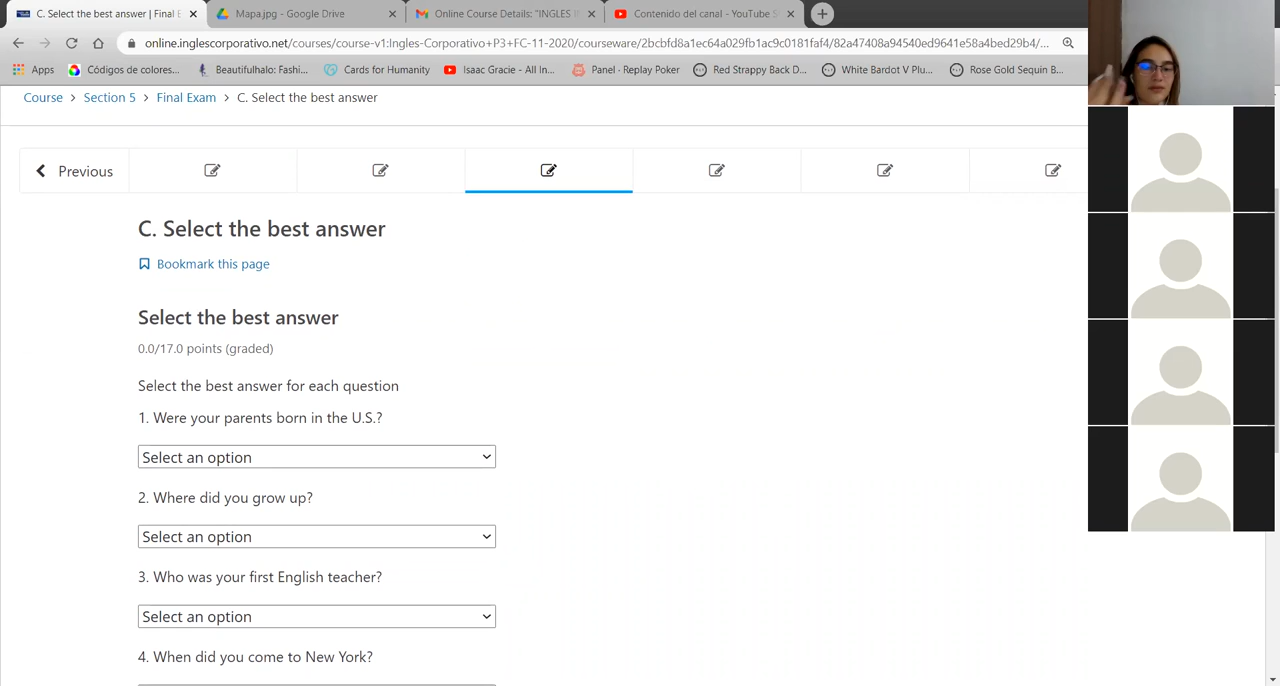 C. Select the best answer | Final E
Mapa.jpg - Google Drive
Online Course Details: "INGLES I
Contenido del canal - YouTube S
online.inglescorporativo.net/courses/course-v1:Ingles-Corporativo+P3+FC-11-2020/courseware/2bcbfd8a1ec64a029fb1ac9c0181faf4/82a47408a94540ed9641e58a4bed29b4/...
Apps
Códigos de colores...
Beautifulhalo: Fashi...
Cards for Humanity
Isaac Gracie - All In...
Panel · Replay Poker
Red Strappy Back D...
White Bardot V Plu...
Rose Gold Sequin B...
Course > Section 5 > Final Exam > C. Select the best answer
Previous
C. Select the best answer
Bookmark this page
Select the best answer
0.0/17.0 points (graded)
Select the best answer for each question
1. Were your parents born in the U.S.?
Select an option
2. Where did you grow up?
Select an option
3. Who was your first English teacher?
Select an option
4. When did you come to New York?